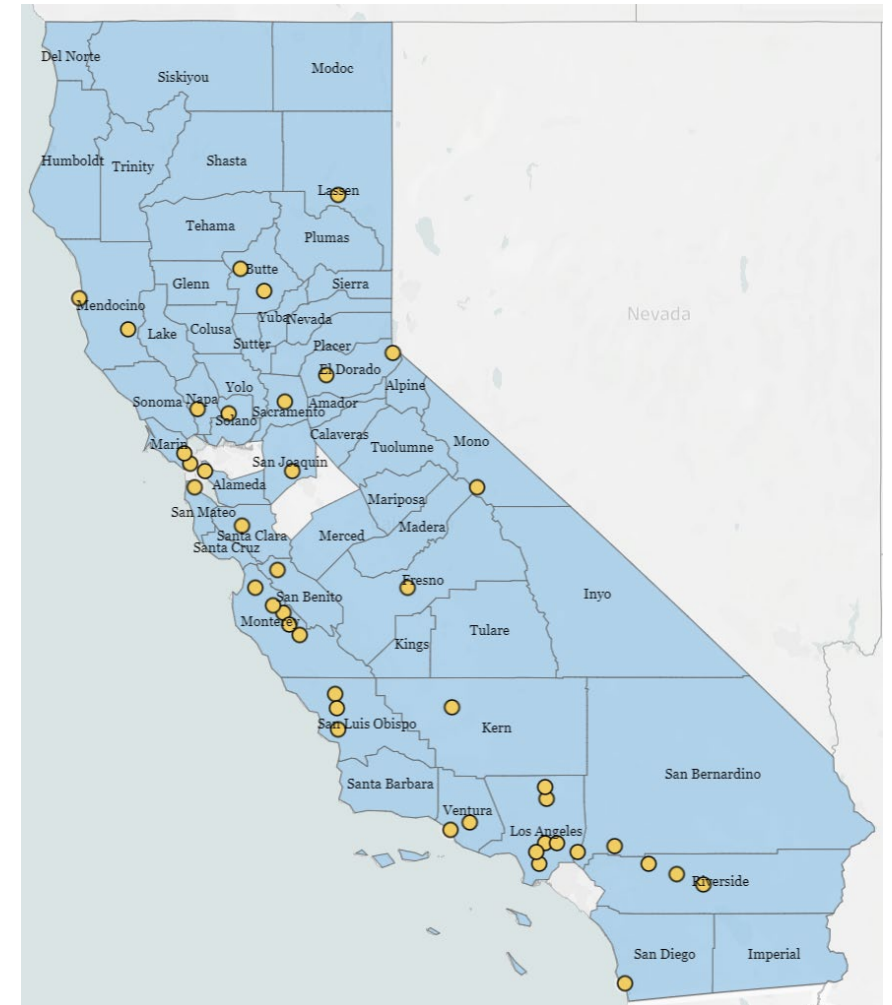 Del Norte
Siskiyou
Modoc
Humboldt
Trinity
Shasta
Lassen
Tehama
Plumas
Butte
Glenn
Sierra
Mendocino
Lake
Colusa
Yuba
Nevada
Nevada
Sutter
Placer
El Dorado
Yolo
Alpine
Sonoma
Napa
Sacramento
Amador
Solano
Calaveras
Marin
Tuolumne
Mono
San Joaquin
Alameda
Mariposa
San Mateo
Santa Clara
Merced
Madera
Santa Cruz
Fresno
San Benito
Inyo
Monterey
Tulare
Kings
San Luis Obispo
Kern
San Bernardino
Santa Barbara
Ventura
Los Angeles
Riverside
San Diego
Imperial